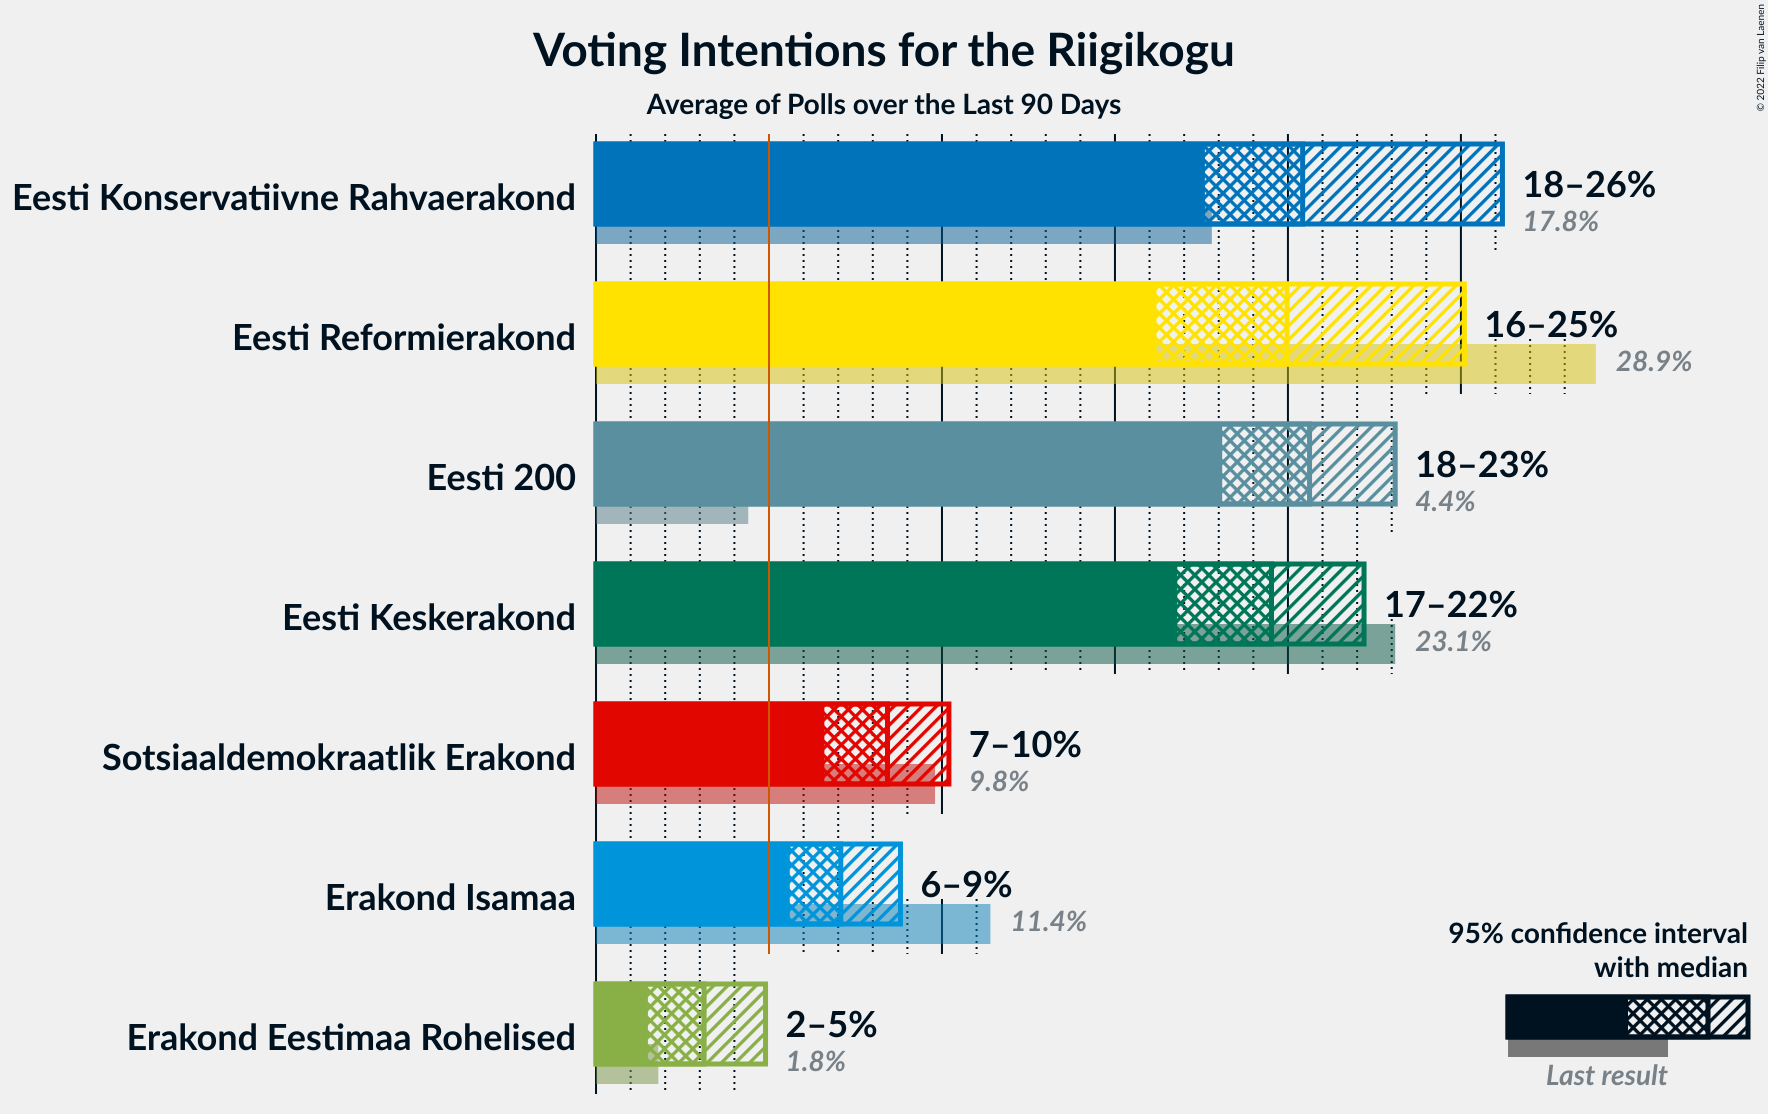 Voting Intentions for the Riigikogu
Average of Polls over the Last 90 Days
© 2022 Filip van Laenen
Eesti Konservatiivne Rahvaerakond
18–26%
17.8%
Eesti Reformierakond
16–25%
28.9%
Eesti 200
18–23%
4.4%
Eesti Keskerakond
17–22%
23.1%
Sotsiaaldemokraatlik Erakond
7–10%
9.8%
Erakond Isamaa
6–9%
11.4%
Erakond Eestimaa Rohelised
2–5%
1.8%
95% confidence interval
with median
Last result